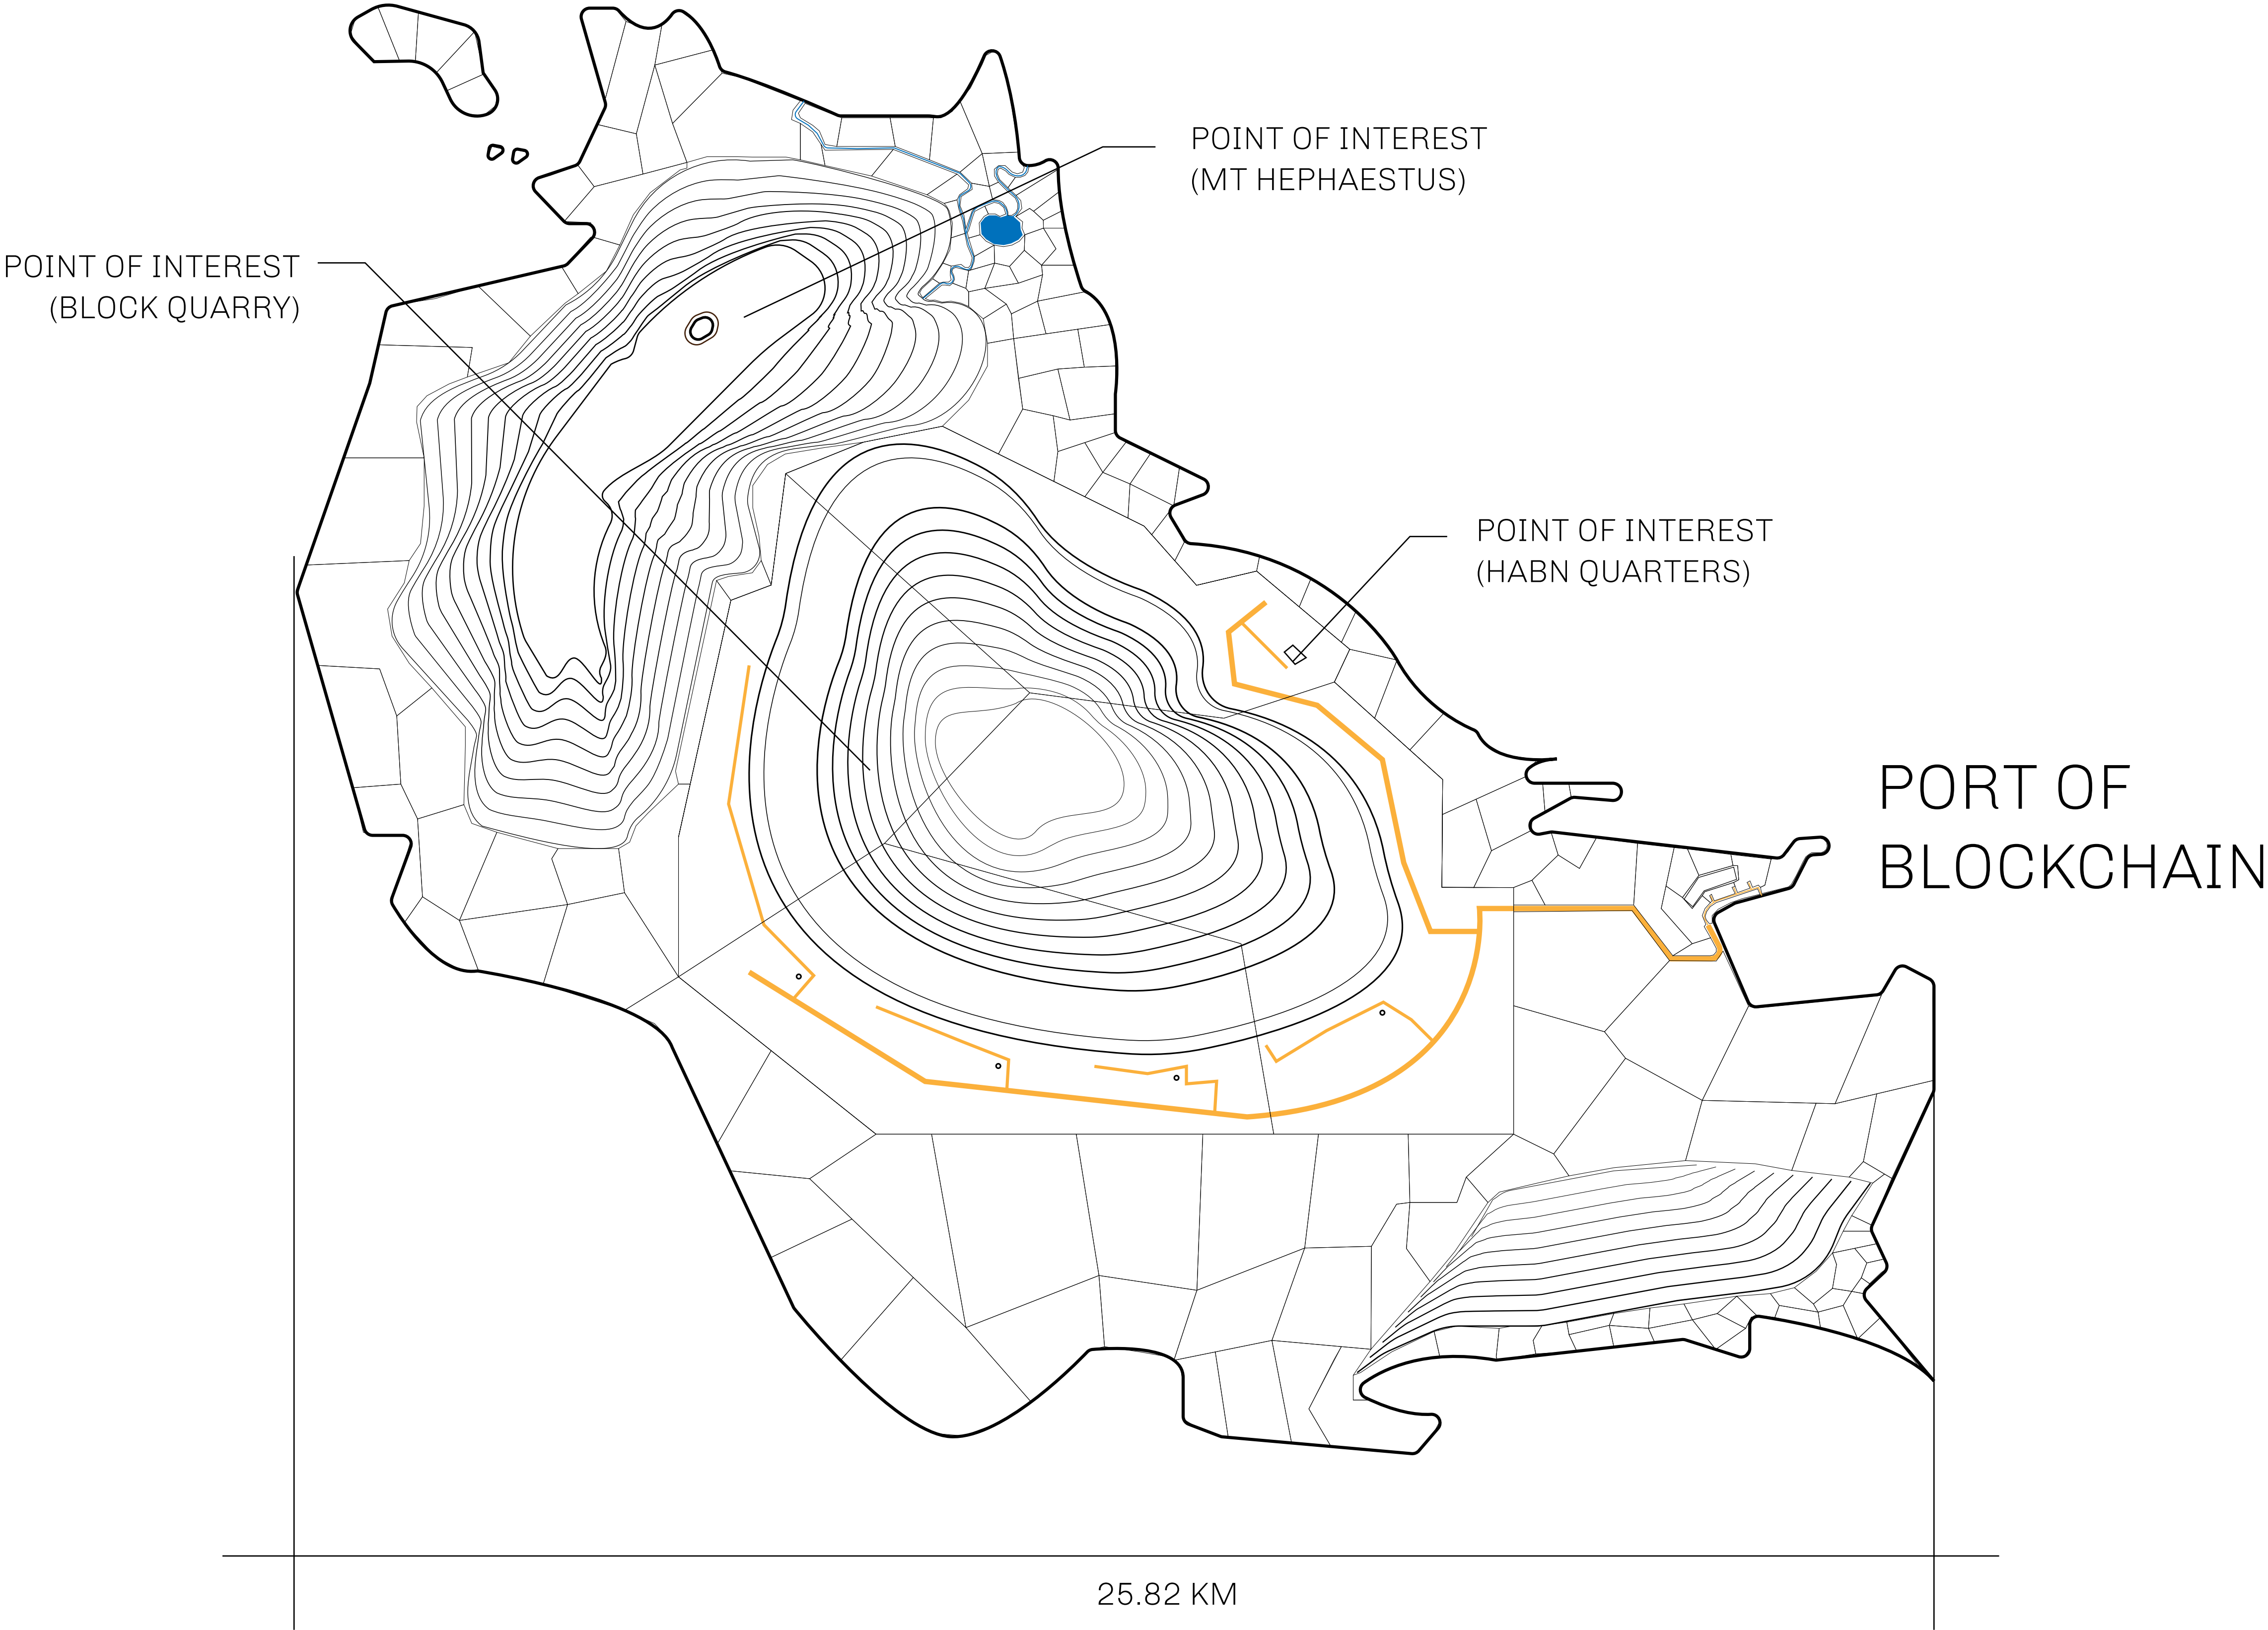 POINT OF INTEREST
(MT HEPHAESTUS)
POINT OF INTEREST
(BLOCK QUARRY)
POINT OF INTEREST
(HABN QUARTERS)
PORT OF
BLOCKCHAIN
25.82 KM